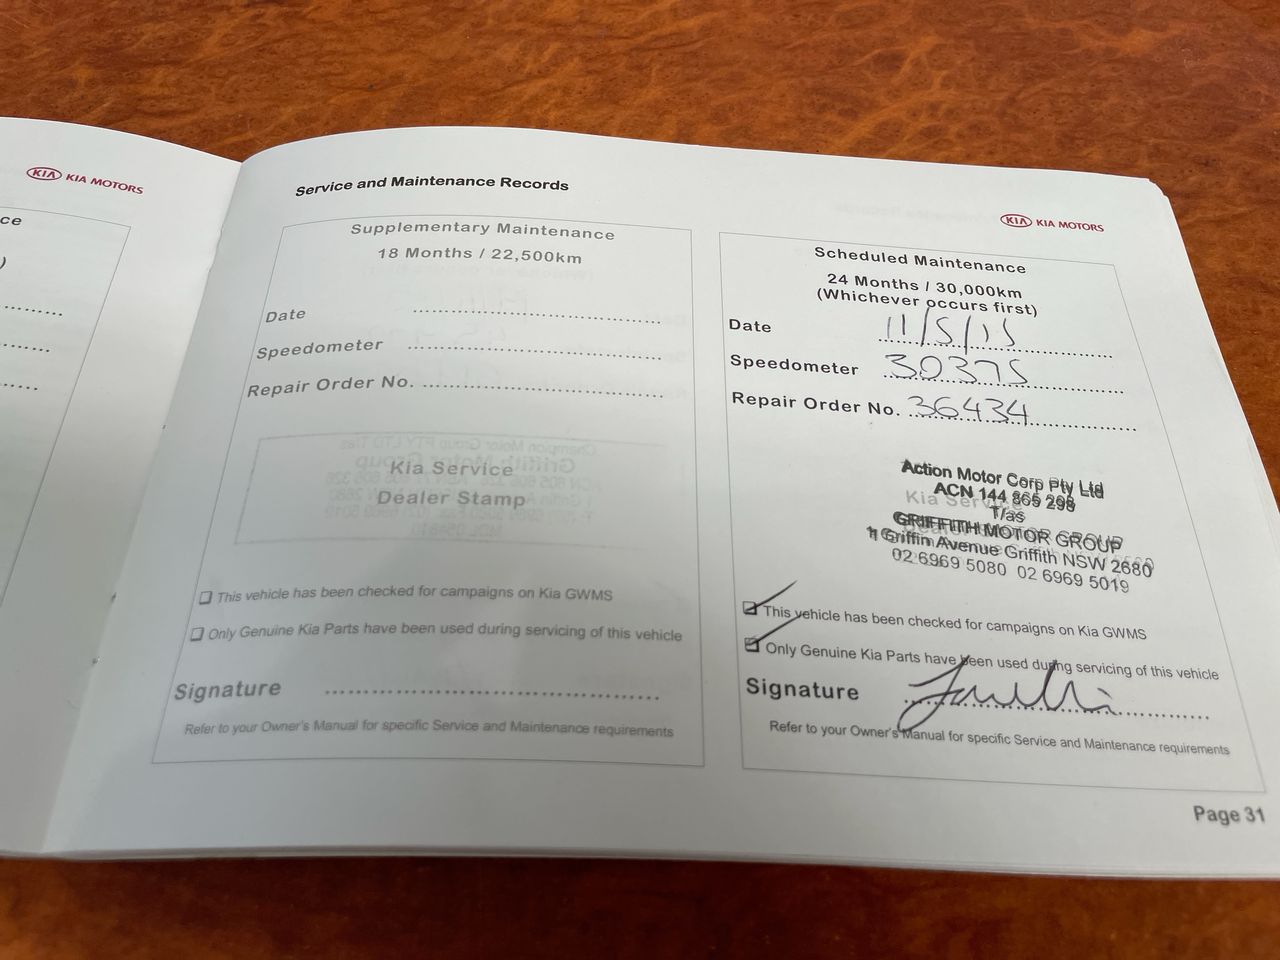 KIA KIA MOTORS
ce
)
Service and Maintenance Records
KIA KIA MOTORS
Supplementary Maintenance
18 Months / 22,500km
Date ................................................
Speedometer ................................................
Repair Order No. ................................................
Kia Service
Dealer Stamp
❑ This vehicle has been checked for campaigns on Kia GWMS
❑ Only Genuine Kia Parts have been used during servicing of this vehicle
Signature ................................................
Refer to your Owner's Manual for specific Service and Maintenance requirements
Scheduled Maintenance
24 Months / 30,000km
(Whichever occurs first)
Date 11/5/15
Speedometer 30375
Repair Order No. 36434
Action Motor Corp Pty Ltd
ACN 144 865 298
Kia Service
T/as
GRIFFITH MOTOR GROUP
1 Griffin Avenue Griffith NSW 2680
02 6969 5080 02 6969 5019
This vehicle has been checked for campaigns on Kia GWMS
Only Genuine Kia Parts have been used during servicing of this vehicle
Signature
Refer to your Owner's Manual for specific Service and Maintenance requirements
Page 31